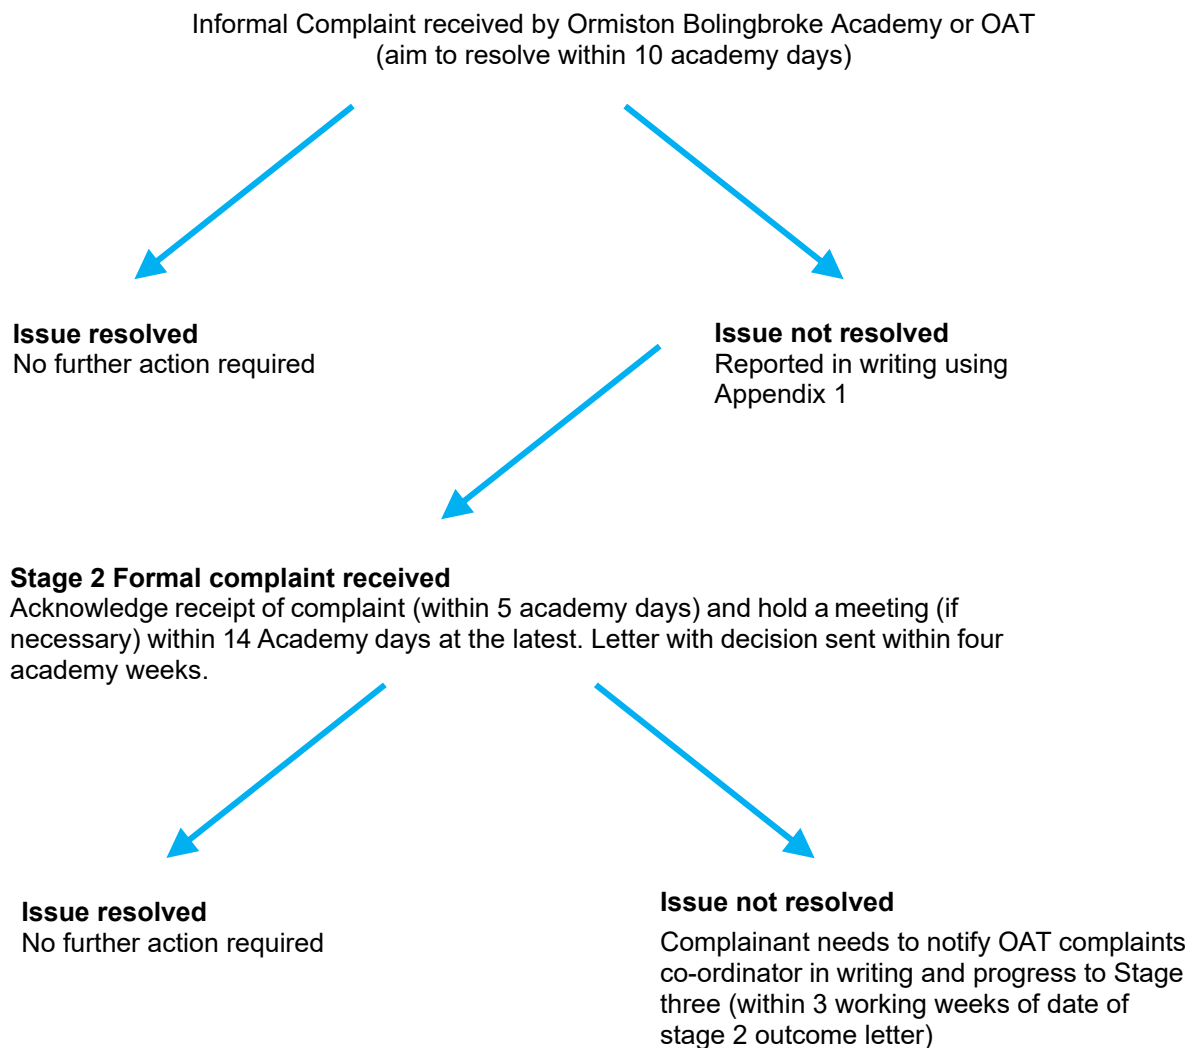 Informal Complaint received by Ormiston Bolingbroke Academy or OAT
(aim to resolve within 10 academy days)
Issue resolved
No further action required
Issue not resolved
Reported in writing using
Appendix 1
Stage 2 Formal complaint received
Acknowledge receipt of complaint (within 5 academy days) and hold a meeting (if
necessary) within 14 Academy days at the latest. Letter with decision sent within four
academy weeks.
Issue resolved
No further action required
Issue not resolved
Complainant needs to notify OAT complaints
co-ordinator in writing and progress to Stage
three (within 3 working weeks of date of
stage 2 outcome letter)